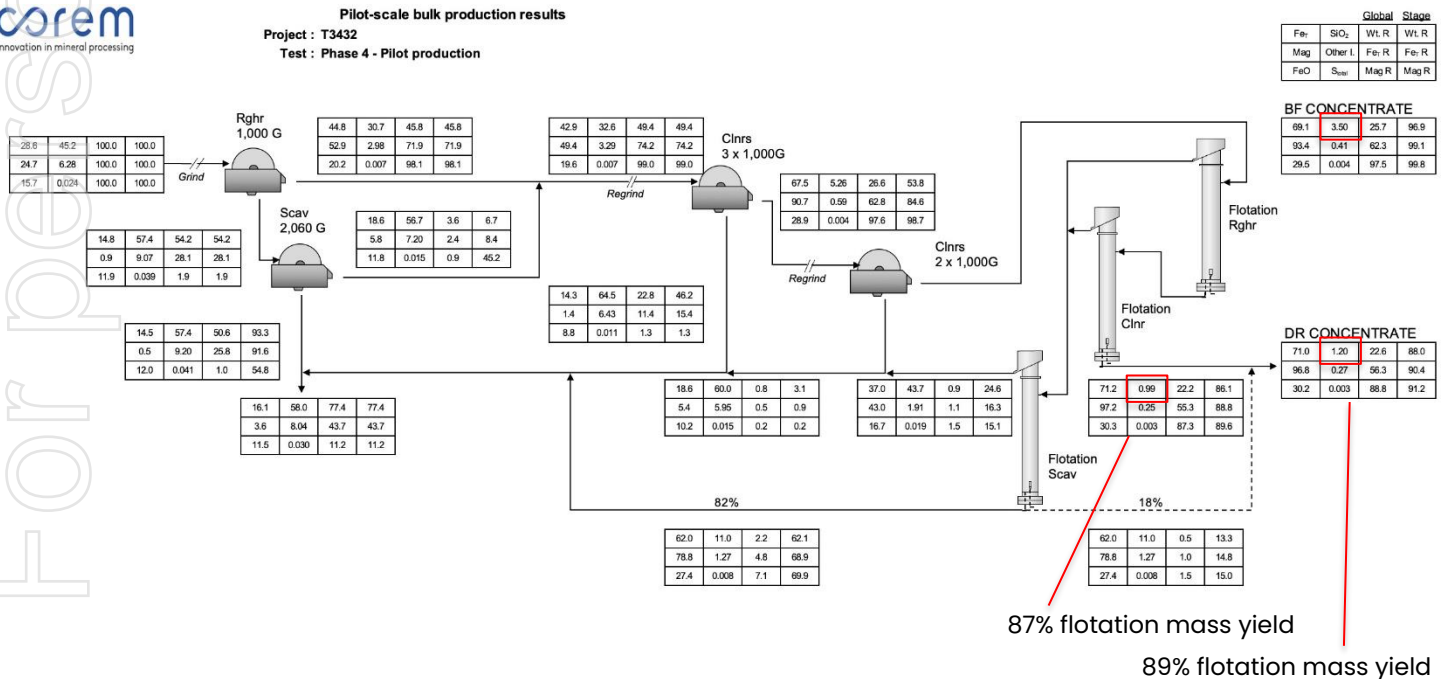 corem
innovation in mineral processing
Pilot-scale bulk production results
Project : T3432
Test : Phase 4 - Pilot production
Global Stage
Fe_T SiO₂ Wt. R Wt. R
Mag Other I. Fe_T R Fe_T R
FeO S_total Mag R Mag R
BF CONCENTRATE
69.1 3.50 25.7 96.9
93.4 0.41 62.3 99.1
29.5 0.004 97.5 99.8
Rghr
1,000 G
28.6 45.2 100.0 100.0
24.7 6.28 100.0 100.0
15.7 0.024 100.0 100.0
Grind
44.8 30.7 45.8 45.8
52.9 2.98 71.9 71.9
20.2 0.007 98.1 98.1
42.9 32.6 49.4 49.4
49.4 3.29 74.2 74.2
19.6 0.007 99.0 99.0
Regrind
Clnrs
3 x 1,000G
67.5 5.26 26.6 53.8
90.7 0.59 62.8 84.6
28.9 0.004 97.6 98.7
Flotation
Rghr
Scav
2,060 G
18.6 56.7 3.6 6.7
5.8 7.20 2.4 8.4
11.8 0.015 0.9 45.2
14.8 57.4 54.2 54.2
0.9 9.07 28.1 28.1
11.9 0.039 1.9 1.9
Regrind
Clnrs
2 x 1,000G
14.3 64.5 22.8 46.2
1.4 6.43 11.4 15.4
8.8 0.011 1.3 1.3
Flotation
Clnr
14.5 57.4 50.6 93.3
0.5 9.20 25.8 91.6
12.0 0.041 1.0 54.8
DR CONCENTRATE
71.0 1.20 22.6 88.0
96.8 0.27 56.3 90.4
30.2 0.003 88.8 91.2
16.1 58.0 77.4 77.4
3.6 8.04 43.7 43.7
11.5 0.030 11.2 11.2
18.6 60.0 0.8 3.1
5.4 5.95 0.5 0.9
10.2 0.015 0.2 0.2
37.0 43.7 0.9 24.6
43.0 1.91 1.1 16.3
16.7 0.019 1.5 15.1
71.2 0.99 22.2 86.1
97.2 0.25 55.3 88.8
30.3 0.003 87.3 89.6
Flotation
Scav
82%
18%
62.0 11.0 2.2 62.1
78.8 1.27 4.8 68.9
27.4 0.008 7.1 69.9
62.0 11.0 0.5 13.3
78.8 1.27 1.0 14.8
27.4 0.008 1.5 15.0
87% flotation mass yield
89% flotation mass yield
For perso